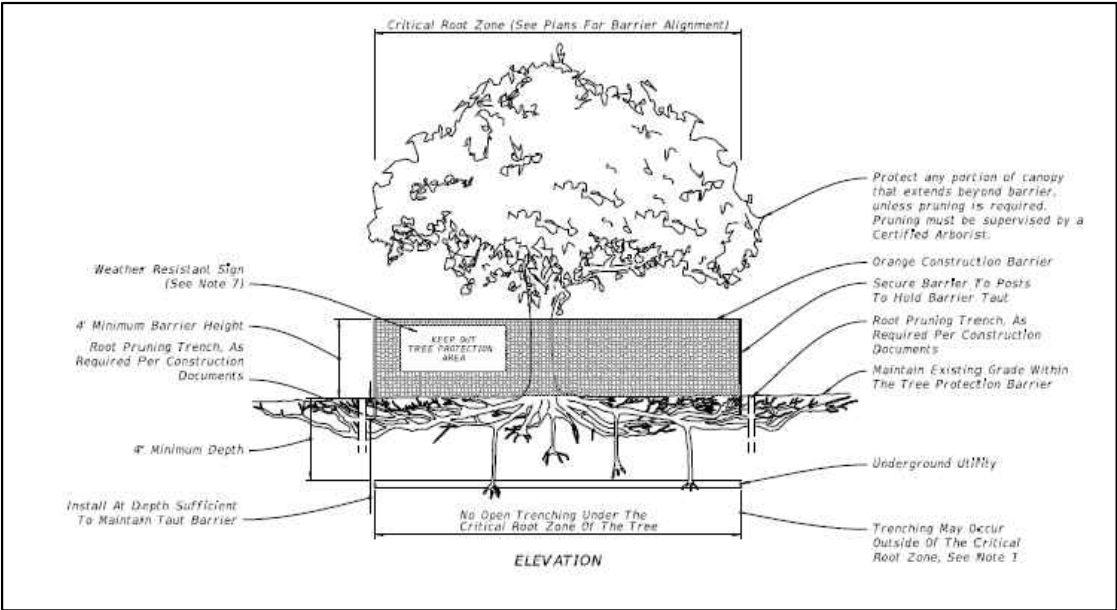 Critical Root Zone (See Plans For Barrier Alignment)
Protect any portion of canopy
that extends beyond barrier,
unless pruning is required.
Pruning must be supervised by a
Certified Arborist.
Orange Construction Barrier
Weather Resistant Sign
(See Note 7)
Secure Barrier To Posts
To Hold Barrier Taut
4' Minimum Barrier Height
Root Pruning Trench, As
Required Per Construction
Documents
KEEP OUT
TREE PROTECTION
AREA
Root Pruning Trench, As
Required Per Construction
Documents
Maintain Existing Grade Within
The Tree Protection Barrier
4' Minimum Depth
Underground Utility
Install At Depth Sufficient
To Maintain Taut Barrier
No Open Trenching Under The
Critical Root Zone Of The Tree
Trenching May Occur
Outside Of The Critical
Root Zone, See Note 1
ELEVATION